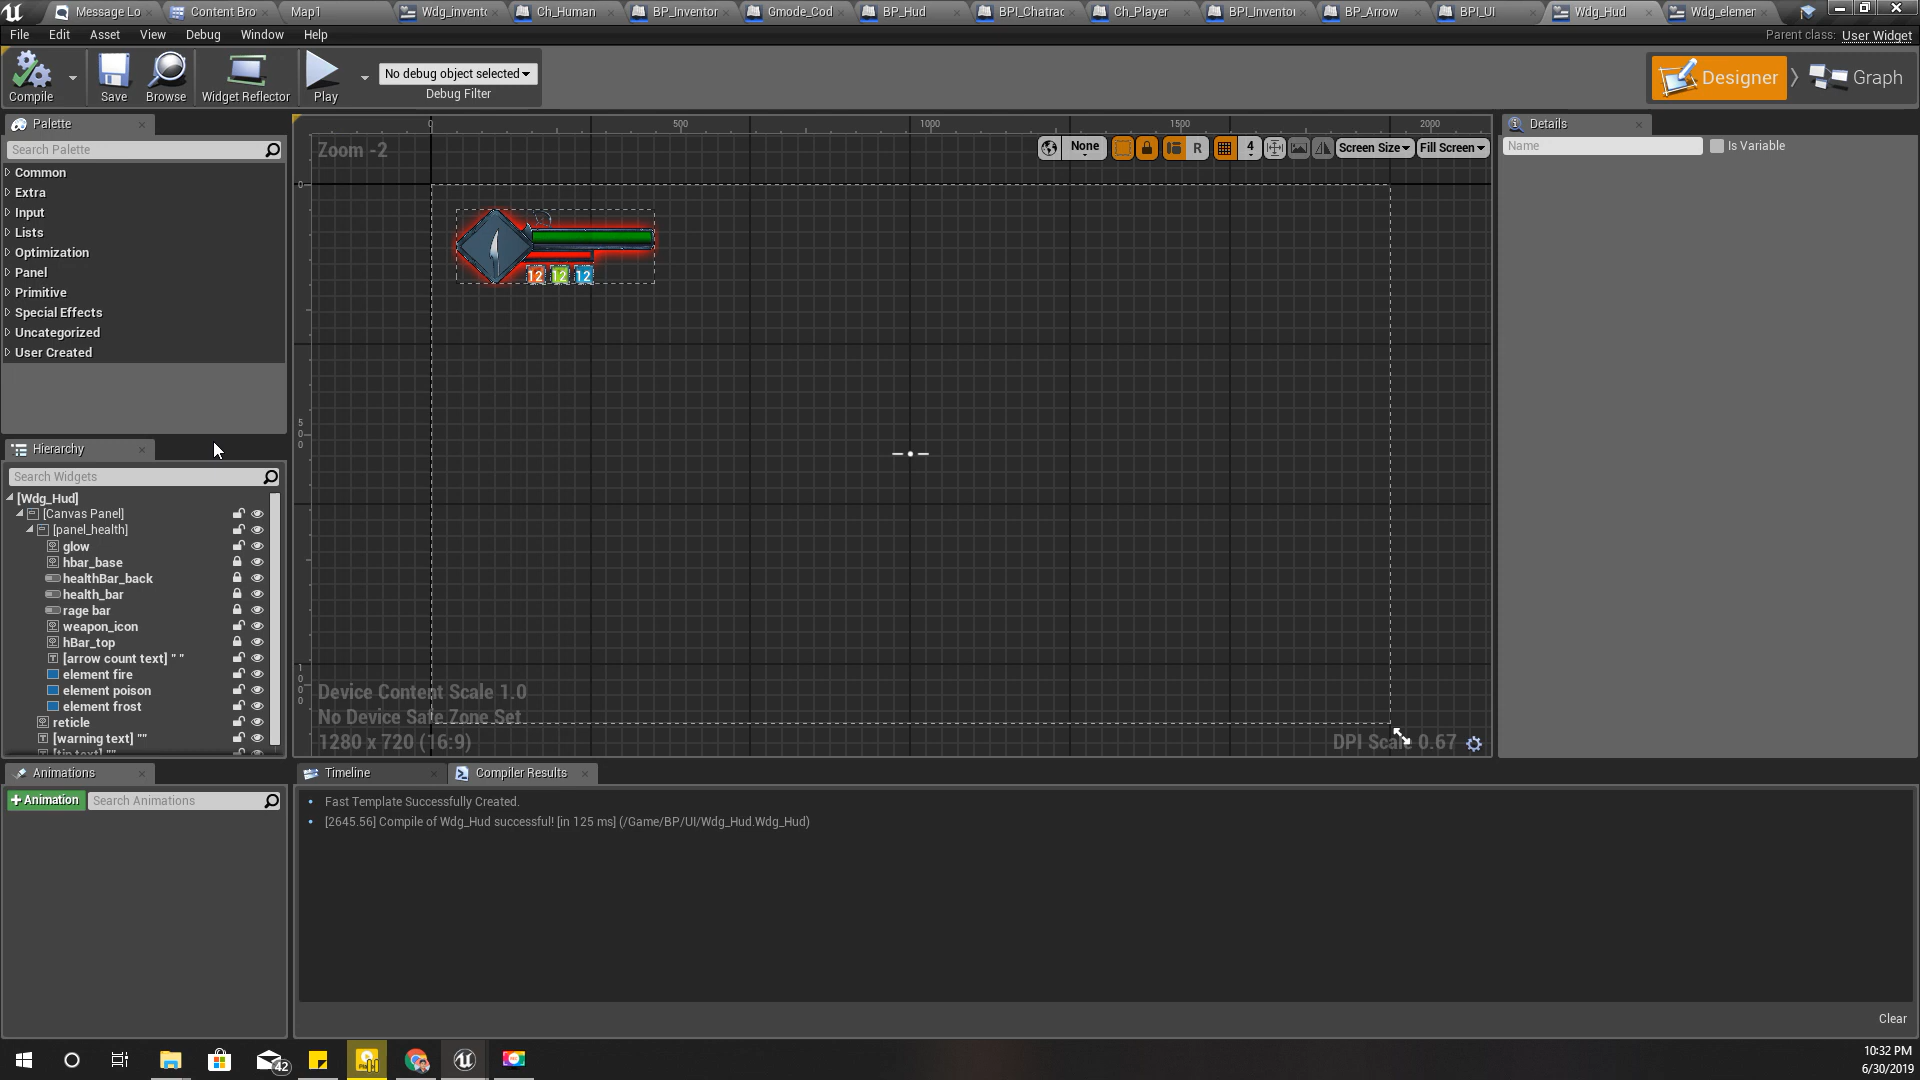 Message Lo
Content Bro
Map1
Wdg_invento
Ch_Human
BP_Inventor
Gmode_Cod
BP_Hud
BPI_Chatrac
Ch_Player
BPI_Inventor
BP_Arrow
BPI_UI
Wdg_Hud
Wdg_elemen
File
Edit
Asset
View
Debug
Window
Help
Parent class: User Widget
Compile
Save
Browse
Widget Reflector
Play
No debug object selected
Debug Filter
Designer
Graph
Palette
Search Palette
Common
Extra
Input
Lists
Optimization
Panel
Primitive
Special Effects
Uncategorized
User Created
Hierarchy
Search Widgets
[Wdg_Hud]
[Canvas Panel]
[panel_health]
glow
hbar_base
healthBar_back
health_bar
rage bar
weapon_icon
hBar_top
[arrow count text] " "
element fire
element poison
element frost
reticle
[warning text] ""
[tip text] ""
Animations
+Animation
Search Animations
0
500
1000
1500
2000
Zoom -2
None
R
4
Screen Size
Fill Screen
0
500
1000
12
12
12
Device Content Scale 1.0
No Device Safe Zone Set
1280 x 720 (16:9)
DPI Scale 0.67
Details
Name
Is Variable
Timeline
Compiler Results
Fast Template Successfully Created.
[2645.56] Compile of Wdg_Hud successful! [in 125 ms] (/Game/BP/UI/Wdg_Hud.Wdg_Hud)
Clear
42
10:32 PM
6/30/2019